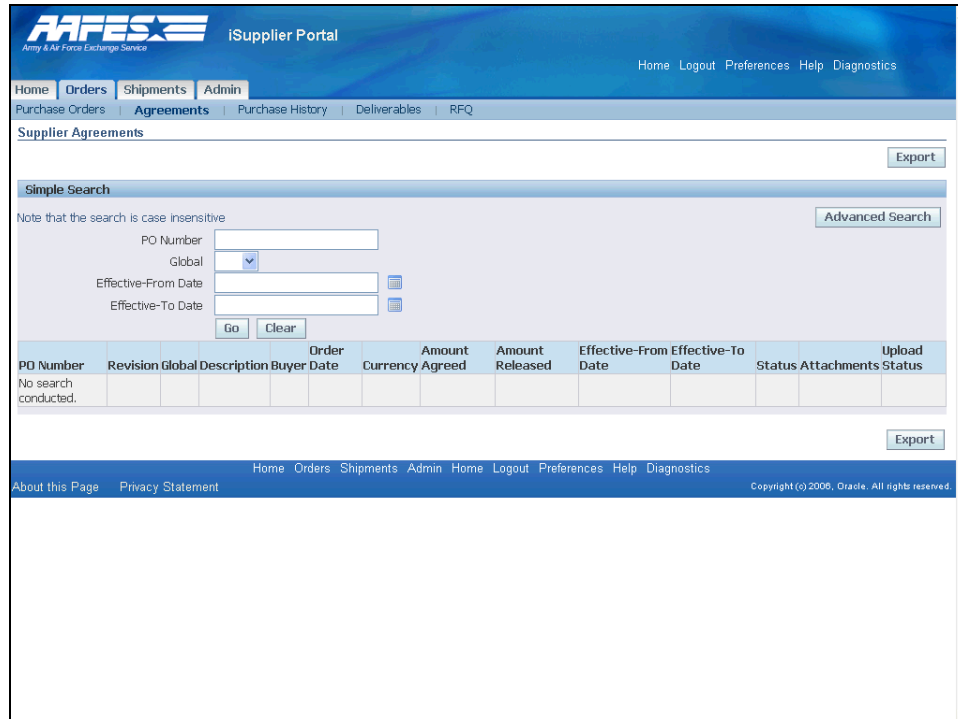 AAFES
Army & Air Force Exchange Service
iSupplier Portal
Home Logout Preferences Help Diagnostics
Home Orders Shipments Admin
Purchase Orders | Agreements | Purchase History | Deliverables | RFQ
Supplier Agreements
Export
Simple Search
Note that the search is case insensitive
Advanced Search
PO Number
Global
Effective-From Date
Effective-To Date
Go Clear
PO Number Revision Global Description Buyer Order Date Currency Amount Agreed Amount Released Effective-From Date Effective-To Date Status Attachments Upload Status
No search conducted.
Export
Home Orders Shipments Admin Home Logout Preferences Help Diagnostics
About this Page Privacy Statement Copyright (c) 2006, Oracle. All rights reserved.